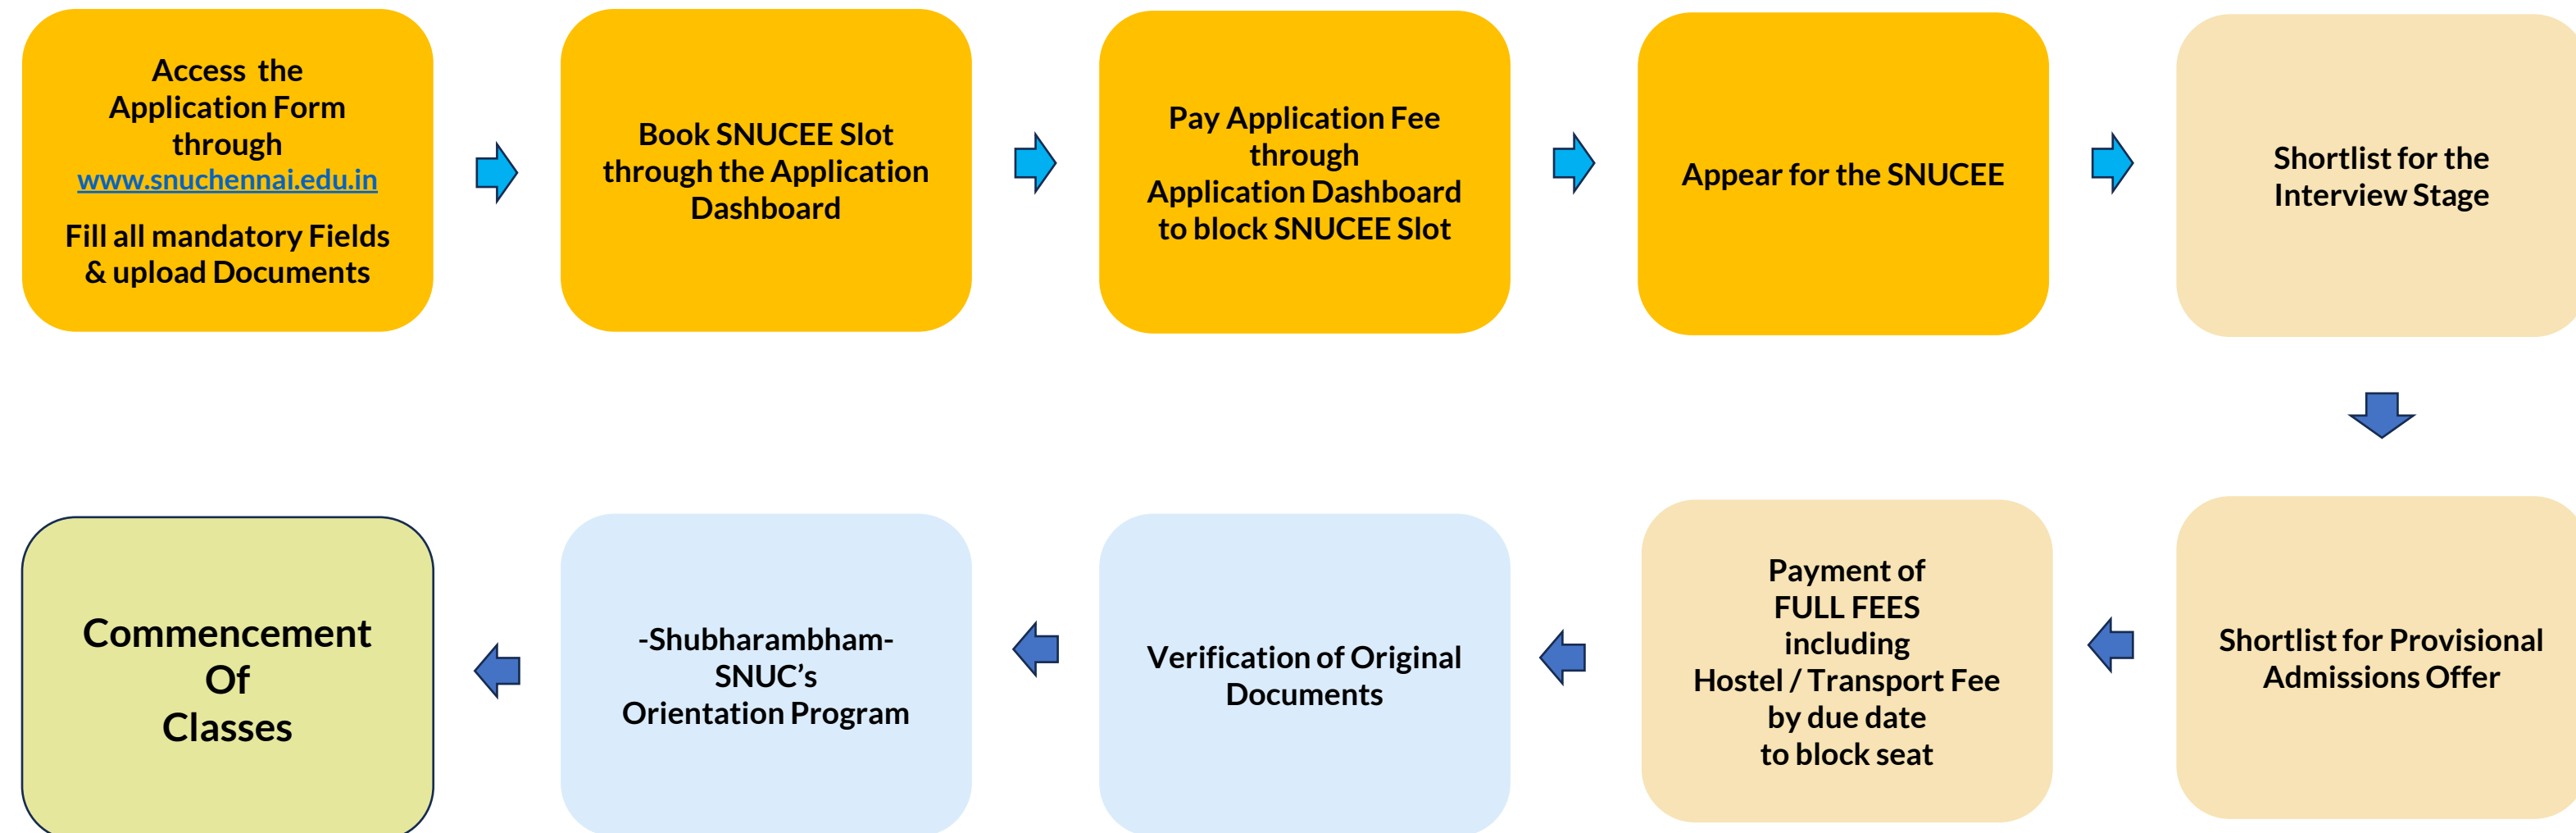 Access the
Application Form
through
www.snuchennai.edu.in
Fill all mandatory Fields
& upload Documents
Book SNUCEE Slot
through the Application
Dashboard
Pay Application Fee
through
Application Dashboard
to block SNUCEE Slot
Appear for the SNUCEE
Shortlist for the
Interview Stage
Shortlist for Provisional
Admissions Offer
Payment of
FULL FEES
including
Hostel / Transport Fee
by due date
to block seat
Verification of Original
Documents
-Shubharambham-
SNUC’s
Orientation Program
Commencement
Of
Classes